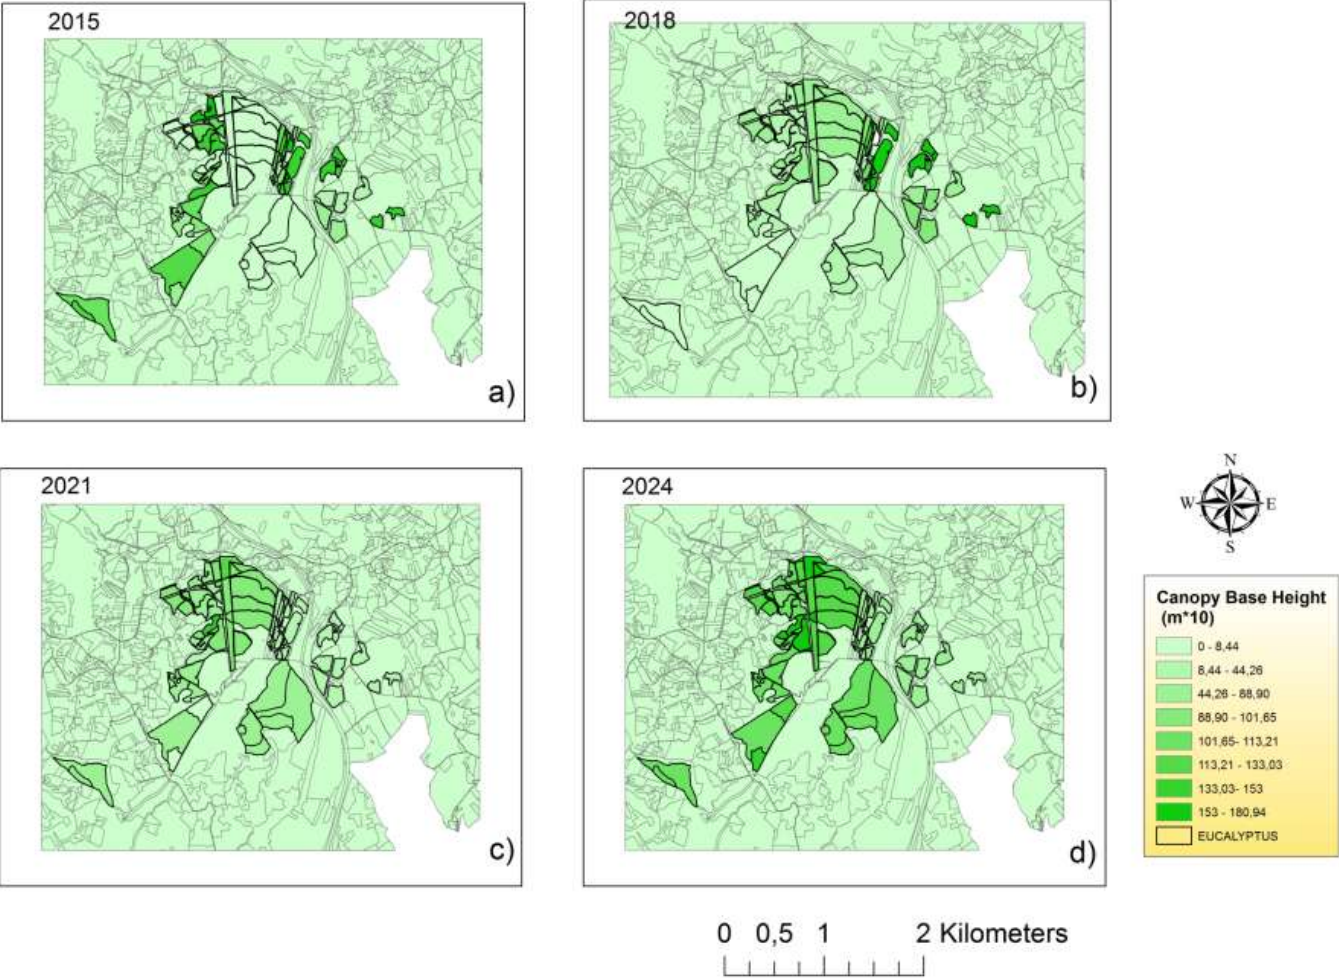 2015
2018
a)
b)
2021
2024
c)
d)
N
W
E
S
Canopy Base Height
(m*10)
0 - 8,44
8,44 - 44,26
44,26 - 88,90
88,90 - 101,65
101,65- 113,21
113,21 - 133,03
133,03- 153
153 - 180,94
EUCALYPTUS
0 0,5 1 2 Kilometers